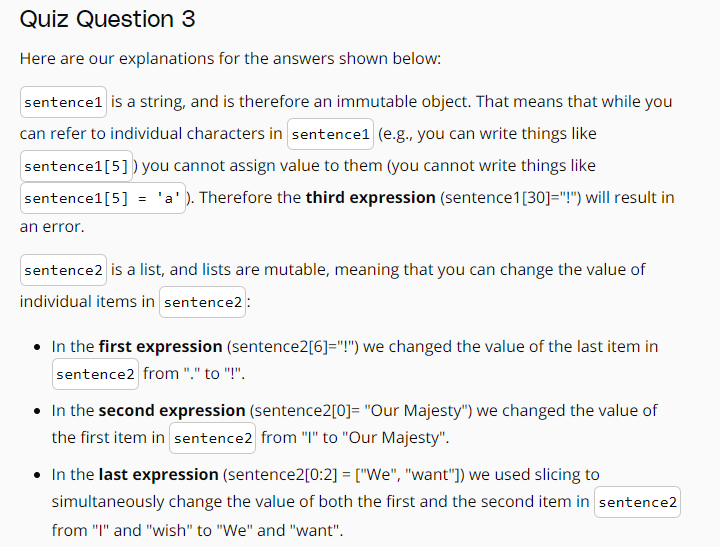 Quiz Question 3
Here are our explanations for the answers shown below:
sentence1 is a string, and is therefore an immutable object. That means that while you
can refer to individual characters in sentence1 (e.g., you can write things like
sentence1[5] ) you cannot assign value to them (you cannot write things like
sentence1[5] = 'a' ). Therefore the third expression (sentence1[30]="!") will result in
an error.
sentence2 is a list, and lists are mutable, meaning that you can change the value of
individual items in sentence2 :
• In the first expression (sentence2[6]="!") we changed the value of the last item in
sentence2 from "." to "!".
• In the second expression (sentence2[0]= "Our Majesty") we changed the value of
the first item in sentence2 from "I" to "Our Majesty".
• In the last expression (sentence2[0:2] = ["We", "want"]) we used slicing to
simultaneously change the value of both the first and the second item in sentence2
from "I" and "wish" to "We" and "want".